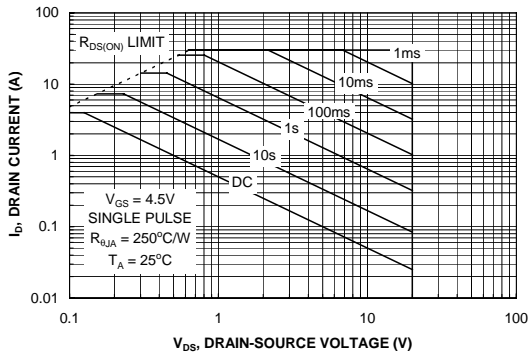 100
10
1
0.1
0.01
I_D, DRAIN CURRENT (A)
R_DS(ON) LIMIT
1ms
10ms
100ms
1s
10s
DC
V_GS = 4.5V
SINGLE PULSE
R_θJA = 250°C/W
T_A = 25°C
0.1 1 10 100
V_DS, DRAIN-SOURCE VOLTAGE (V)